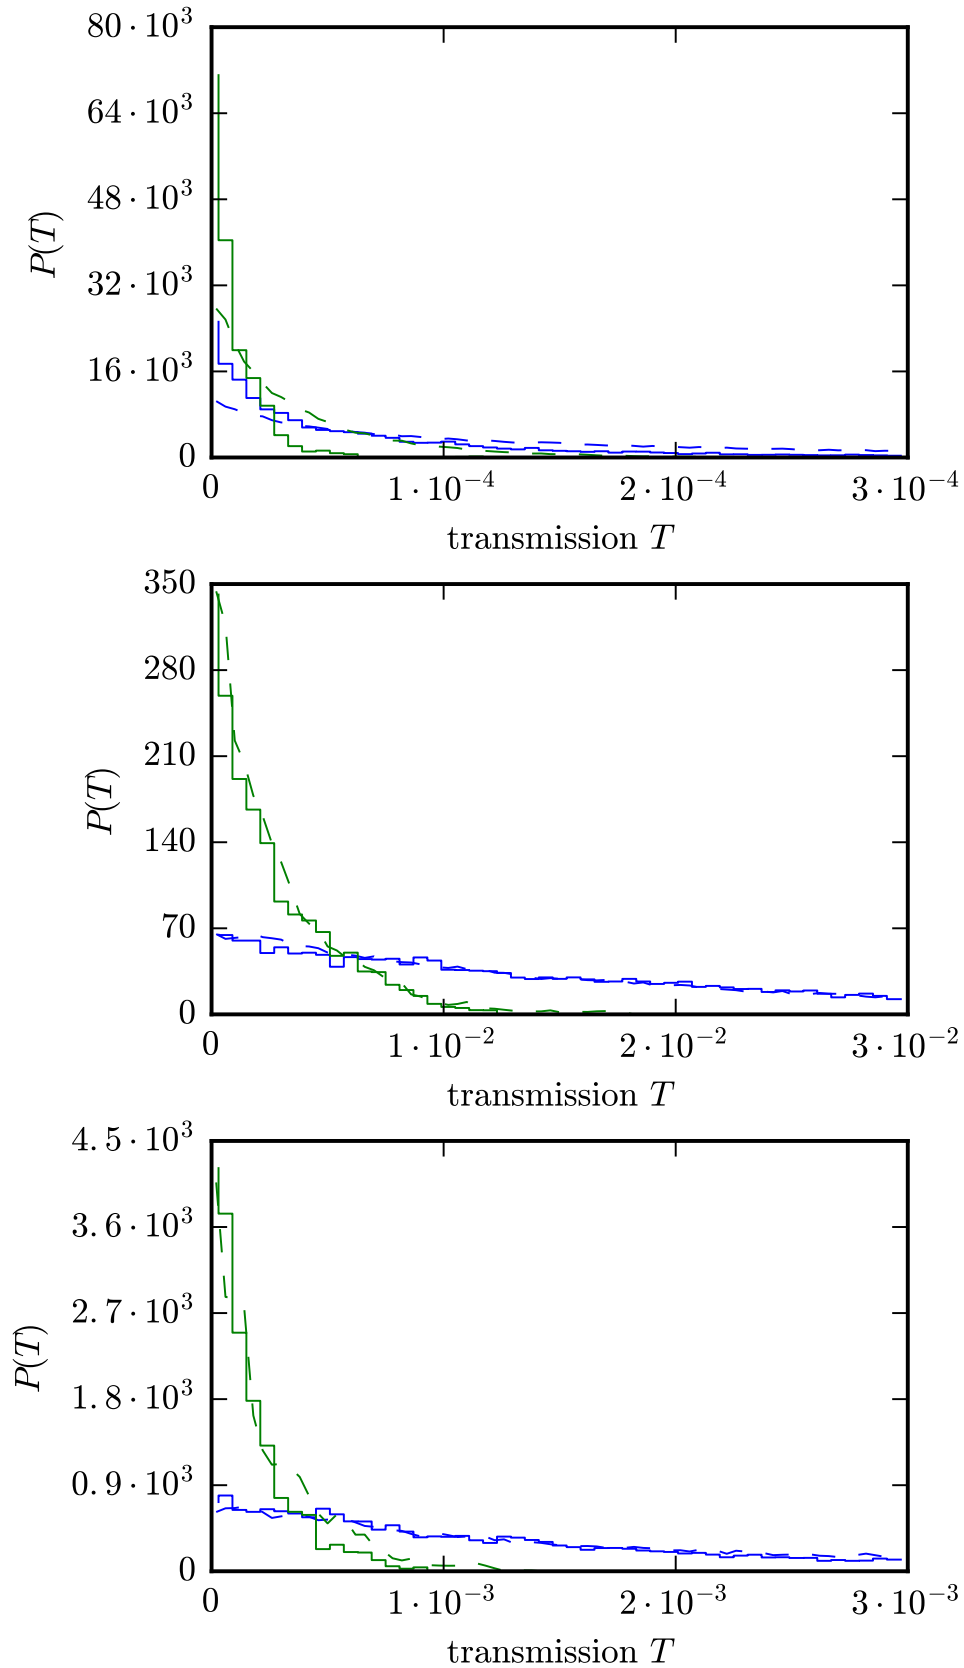 80·10³
64·10³
48·10³
32·10³
16·10³
0
P(T)
0 1·10⁻⁴ 2·10⁻⁴ 3·10⁻⁴
transmission T
350
280
210
140
70
0
P(T)
0 1·10⁻² 2·10⁻² 3·10⁻²
transmission T
4.5·10³
3.6·10³
2.7·10³
1.8·10³
0.9·10³
0
P(T)
0 1·10⁻³ 2·10⁻³ 3·10⁻³
transmission T